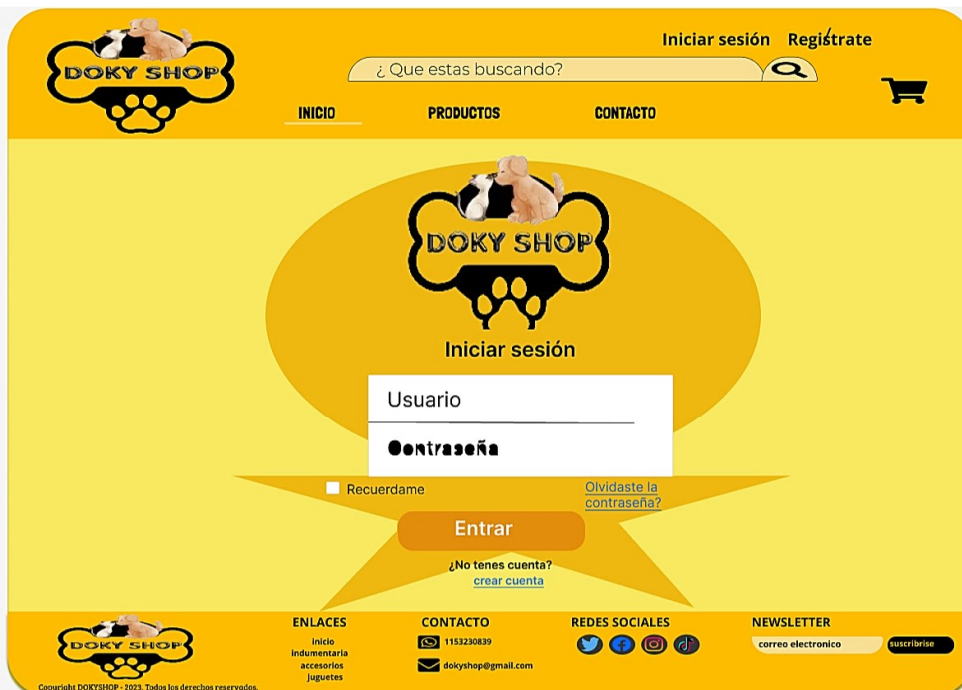 DOKY SHOP
Iniciar sesión Regístrate
¿ Que estas buscando?
INICIO PRODUCTOS CONTACTO
DOKY SHOP
Iniciar sesión
Usuario
Contraseña
Recuerdame
Olvidaste la
contraseña?
Entrar
¿No tenes cuenta?
crear cuenta
DOKY SHOP
Copyright DOKYSHOP - 2023. Todos los derechos reservados.
ENLACES
inicio
indumentaria
accesorios
juguetes
CONTACTO
1153230839
dokyshop@gmail.com
REDES SOCIALES
NEWSLETTER
correo electronico suscribrise